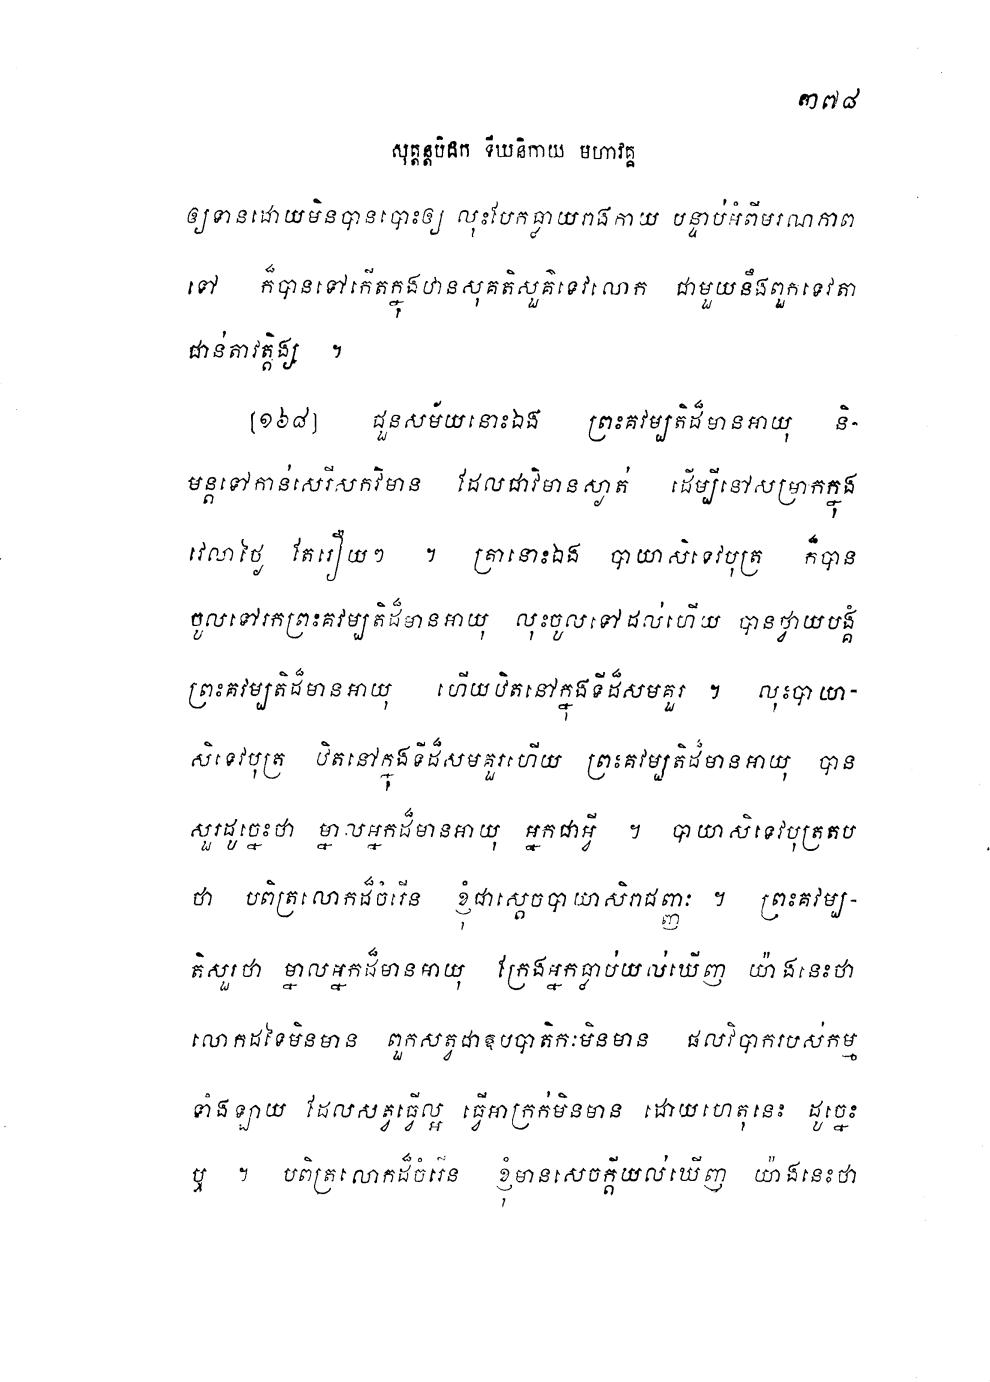 ៣៧៨
សុត្តន្តបិដក ទីឃនិកាយ មហាវគ្គ
ឲ្យទានដោយមិនបានបោះឲ្យ លុះបែកធ្លាយរាងកាយ បន្ទាប់អំពីមរណភាព
ទៅ ក៏បានទៅកើតក្នុងឋានសុគតិសួគ៌ទេវលោក ជាមួយនឹងពួកទេវតា
ជាន់តាវត្តិង្ស ។
[១៦៨] ជួនសម័យនោះឯង ព្រះគវម្បតិដ៏មានអាយុ និ-
មន្តទៅកាន់សេរីសកវិមាន ដែលជាវិមានស្ងាត់ ដើម្បីនៅសម្រាកក្នុង
វេលាថ្ងៃ តែរឿយៗ ។ គ្រានោះឯង បាយាសិទេវបុត្រ ក៏បាន
ចូលទៅរកព្រះគវម្បតិដ៏មានអាយុ លុះចូលទៅដល់ហើយ បានថ្វាយបង្គំ
ព្រះគវម្បតិដ៏មានអាយុ ហើយឋិតនៅក្នុងទីដ៏សមគួរ ។ លុះបាយា-
សិទេវបុត្រ ឋិតនៅក្នុងទីដ៏សមគួរហើយ ព្រះគវម្បតិដ៏មានអាយុ បាន
សួរដូច្នេះថា ម្នាលអ្នកដ៏មានអាយុ អ្នកជាអ្វី ។ បាយាសិទេវបុត្រតប
ថា បពិត្រលោកដ៏ចំរើន ខ្ញុំជាស្តេចបាយាសិរាជញ្ញៈ ។ ព្រះគវម្ប-
តិសួរថា ម្នាលអ្នកដ៏មានអាយុ ក្រែងអ្នកធ្លាប់យល់ឃើញ យ៉ាងនេះថា
លោកដទៃមិនមាន ពួកសត្វជាឧបបាតិកៈមិនមាន ផលវិបាករបស់កម្ម
ទាំងឡាយ ដែលសត្វធ្វើល្អ ធ្វើអាក្រក់មិនមាន ដោយហេតុនេះ ដូច្នេះ
ឬ ។ បពិត្រលោកដ៏ចំរើន ខ្ញុំមានសេចក្តីយល់ឃើញ យ៉ាងនេះថា